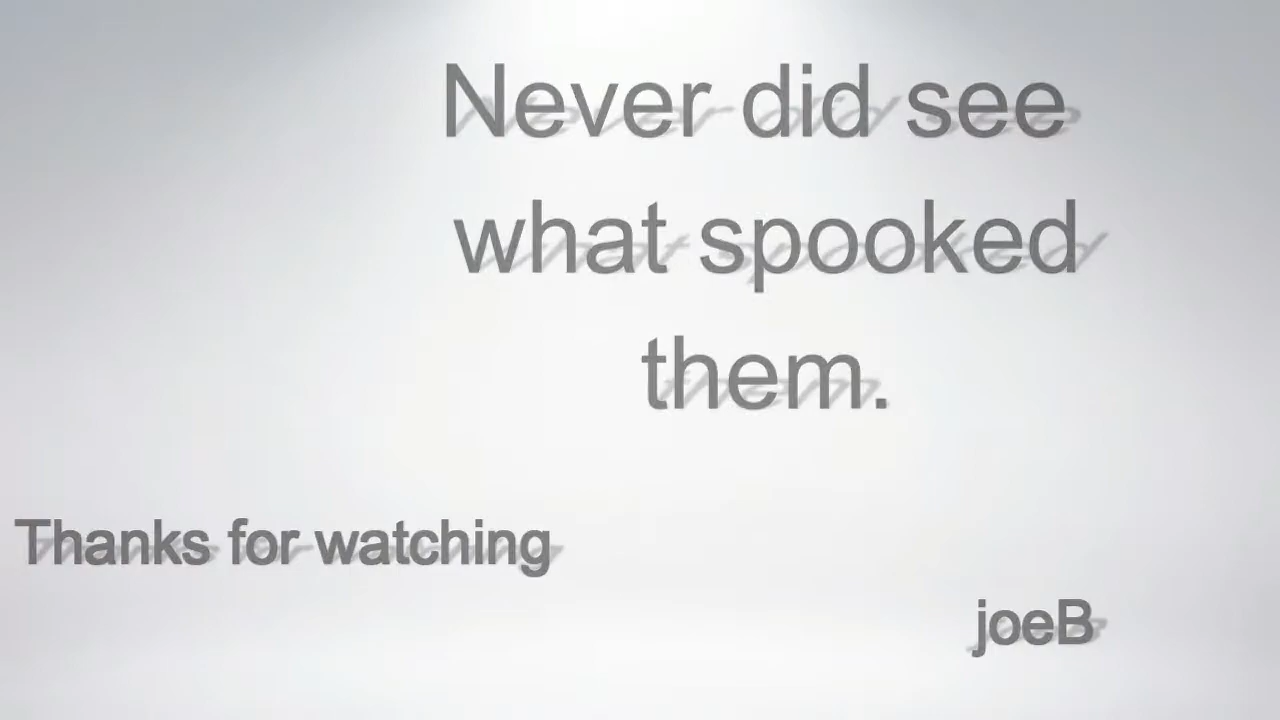 Never did see
what spooked
them.
Thanks for watching
joeB